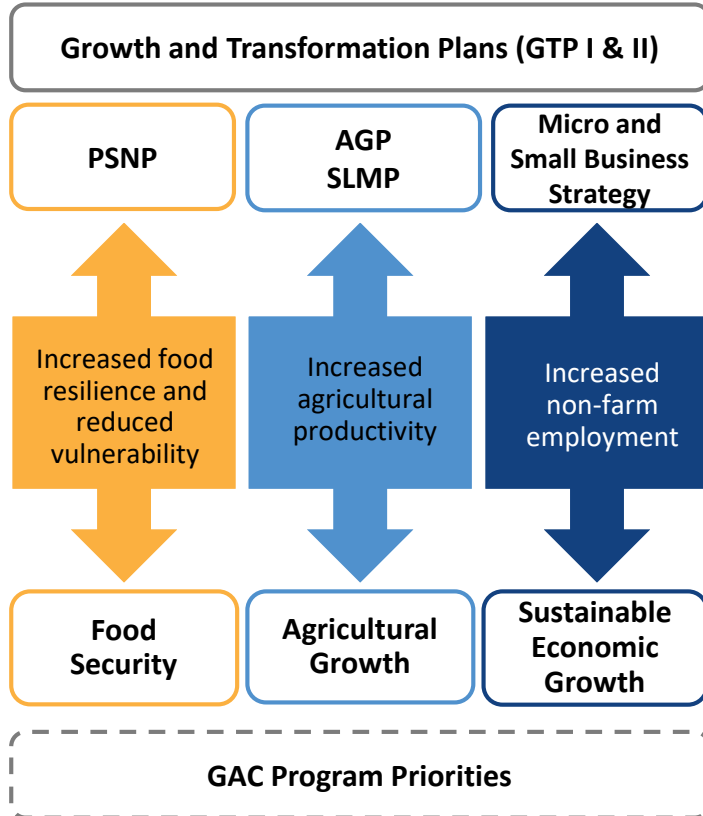 Growth and Transformation Plans (GTP I & II)
PSNP
AGP
SLMP
Micro and
Small Business
Strategy
Increased food
resilience and
reduced
vulnerability
Increased
agricultural
productivity
Increased
non-farm
employment
Food
Security
Agricultural
Growth
Sustainable
Economic
Growth
GAC Program Priorities